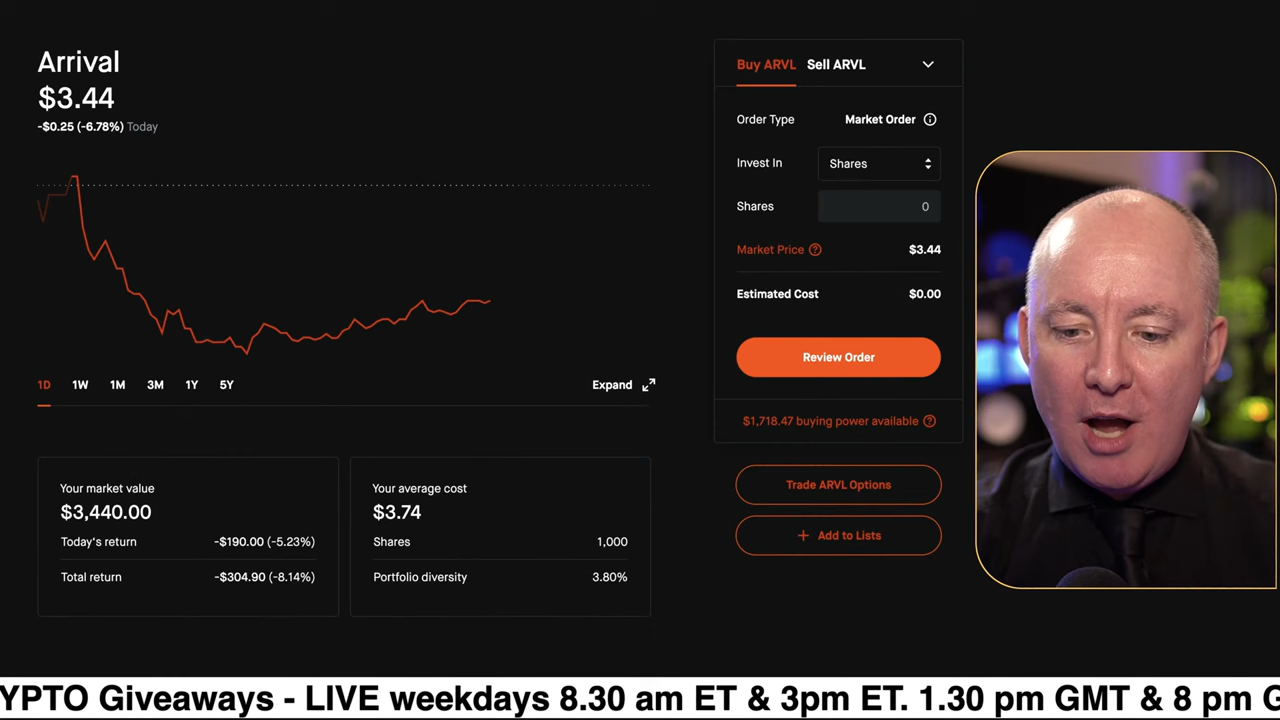 Arrival
$3.44
-$0.25 (-6.78%) Today
1D 1W 1M 3M 1Y 5Y Expand
Your market value
$3,440.00
Today's return -$190.00 (-5.23%)
Total return -$304.90 (-8.14%)
Your average cost
$3.74
Shares 1,000
Portfolio diversity 3.80%
Buy ARVL Sell ARVL
Order Type Market Order
Invest In Shares
Shares 0
Market Price $3.44
Estimated Cost $0.00
Review Order
$1,718.47 buying power available
Trade ARVL Options
+ Add to Lists
YPTO Giveaways - LIVE weekdays 8.30 am ET & 3pm ET. 1.30 pm GMT & 8 pm G